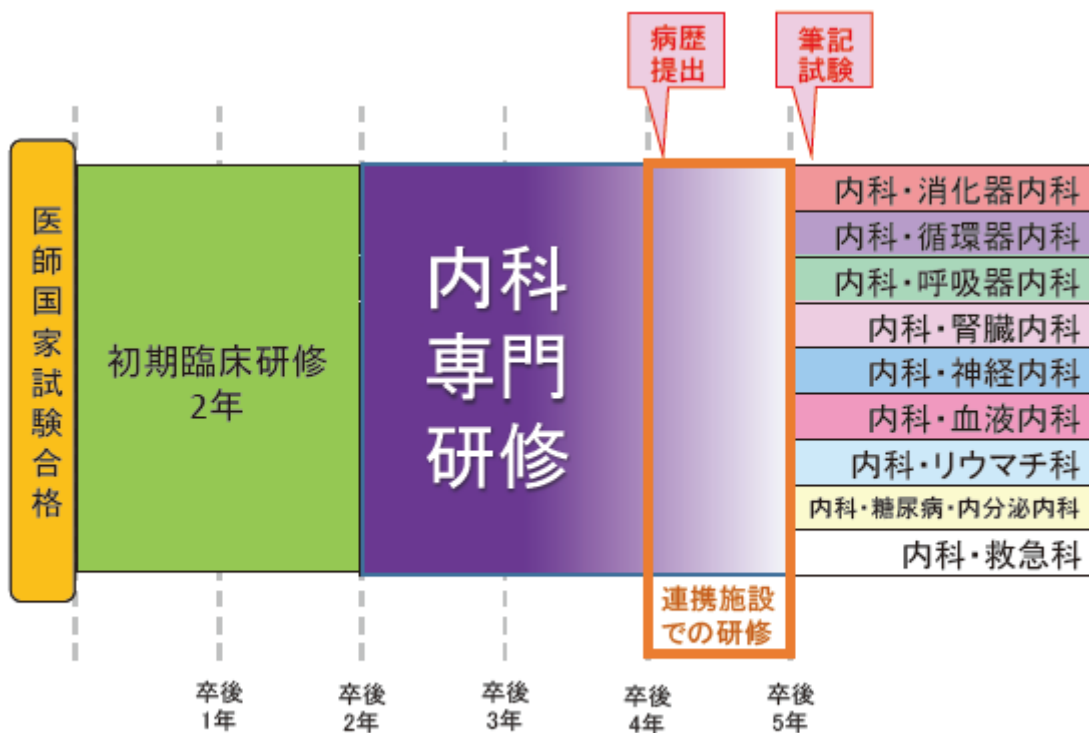 病歴
提出
筆記
試験
医師国家試験合格
初期臨床研修
2年
内科
専門
研修
連携施設
での研修
内科・消化器内科
内科・循環器内科
内科・呼吸器内科
内科・腎臓内科
内科・神経内科
内科・血液内科
内科・リウマチ科
内科・糖尿病・内分泌内科
内科・救急科
卒後
1年
卒後
2年
卒後
3年
卒後
4年
卒後
5年